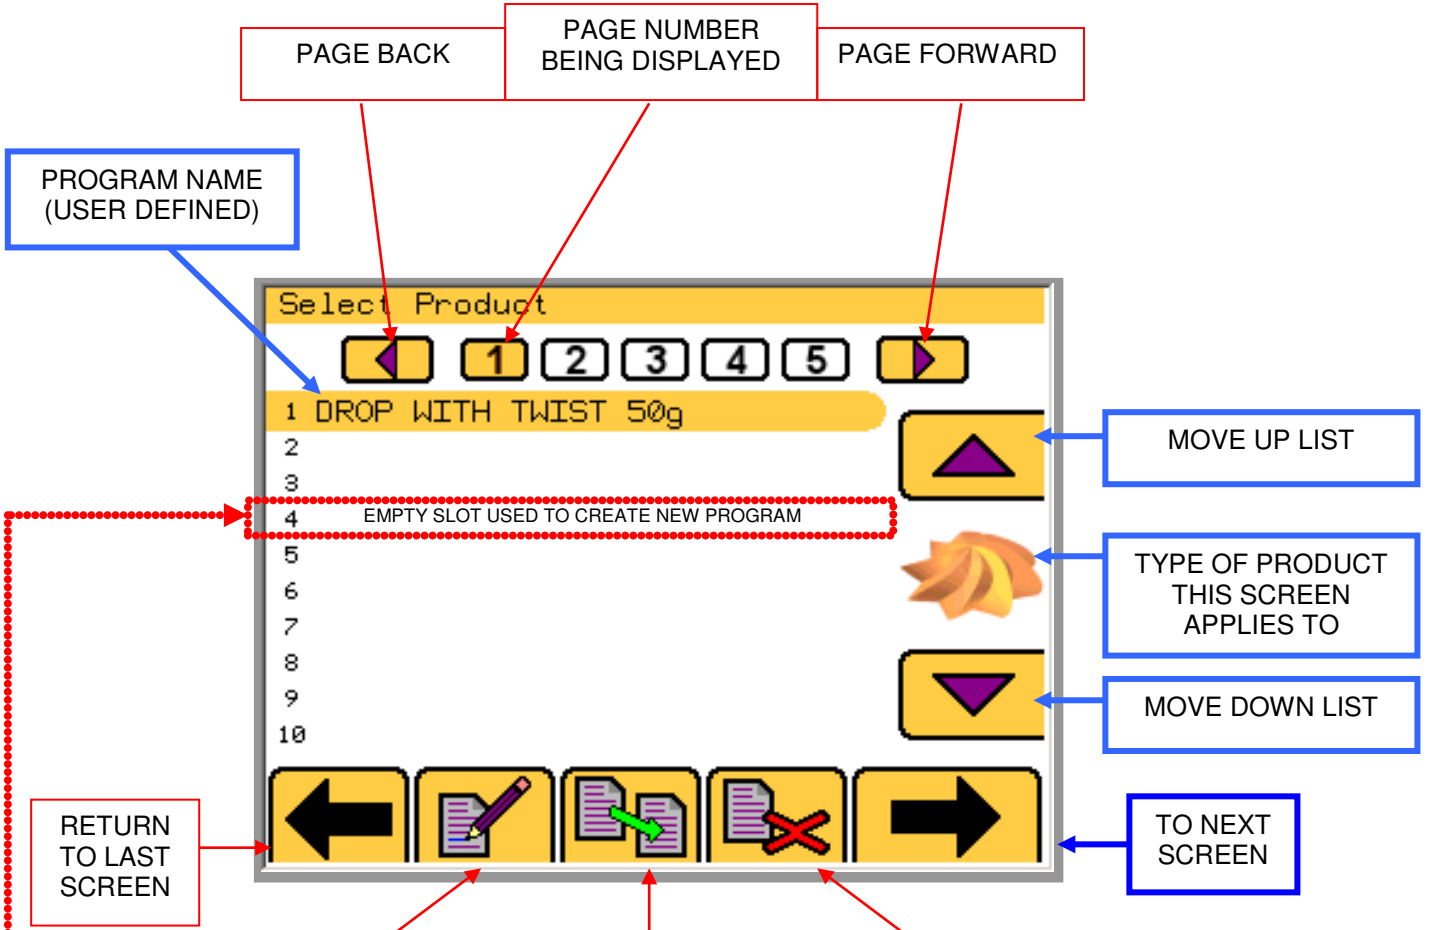 PAGE BACK
PAGE NUMBER
BEING DISPLAYED
PAGE FORWARD
PROGRAM NAME
(USER DEFINED)
Select Product
1 2 3 4 5
1 DROP WITH TWIST 50g
2
3
4 EMPTY SLOT USED TO CREATE NEW PROGRAM
5
6
7
8
9
10
MOVE UP LIST
TYPE OF PRODUCT
THIS SCREEN
APPLIES TO
MOVE DOWN LIST
RETURN
TO LAST
SCREEN
TO NEXT
SCREEN